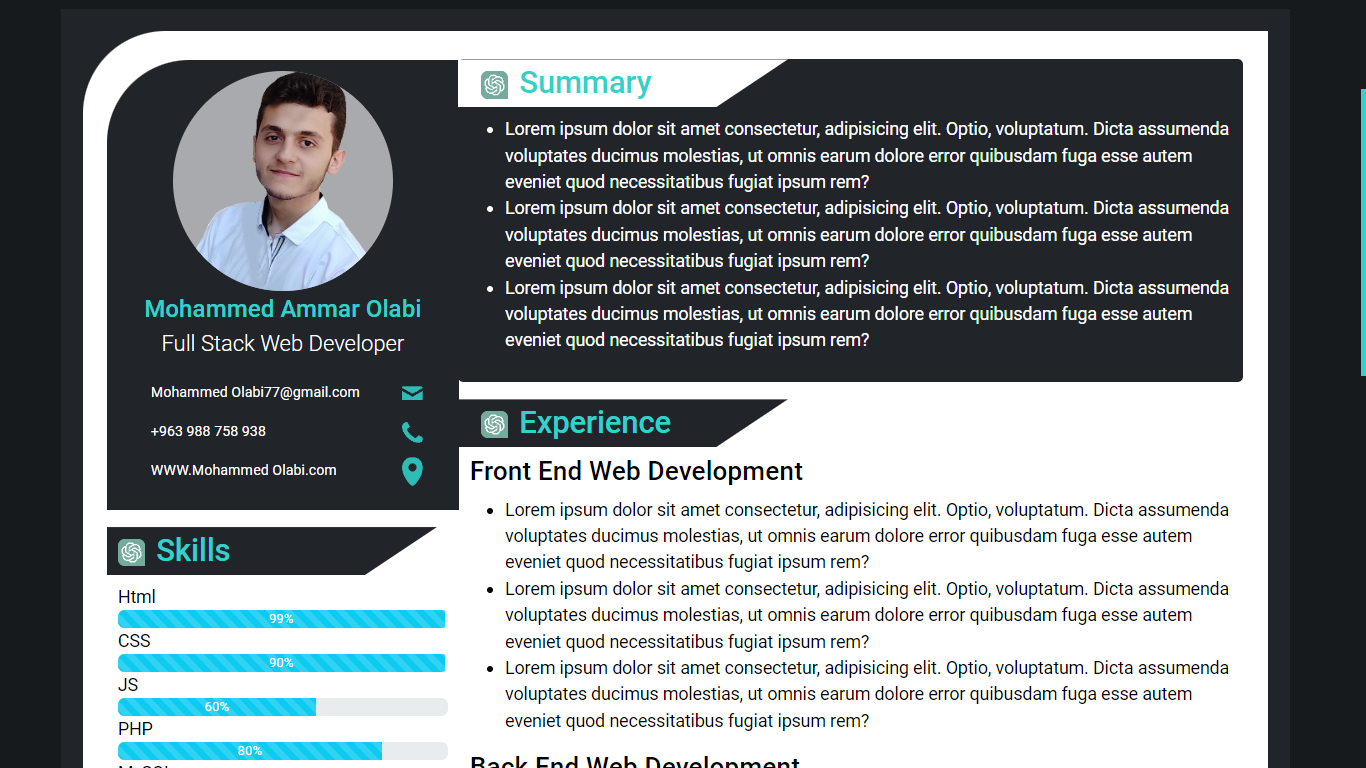 Mohammed Ammar Olabi
Full Stack Web Developer
Mohammed Olabi77@gmail.com
+963 988 758 938
WWW.Mohammed Olabi.com
Skills
Html
99%
CSS
90%
JS
60%
PHP
80%
Summary
Lorem ipsum dolor sit amet consectetur, adipisicing elit. Optio, voluptatum. Dicta assumenda
voluptates ducimus molestias, ut omnis earum dolore error quibusdam fuga esse autem
eveniet quod necessitatibus fugiat ipsum rem?
Lorem ipsum dolor sit amet consectetur, adipisicing elit. Optio, voluptatum. Dicta assumenda
voluptates ducimus molestias, ut omnis earum dolore error quibusdam fuga esse autem
eveniet quod necessitatibus fugiat ipsum rem?
Lorem ipsum dolor sit amet consectetur, adipisicing elit. Optio, voluptatum. Dicta assumenda
voluptates ducimus molestias, ut omnis earum dolore error quibusdam fuga esse autem
eveniet quod necessitatibus fugiat ipsum rem?
Experience
Front End Web Development
Lorem ipsum dolor sit amet consectetur, adipisicing elit. Optio, voluptatum. Dicta assumenda
voluptates ducimus molestias, ut omnis earum dolore error quibusdam fuga esse autem
eveniet quod necessitatibus fugiat ipsum rem?
Lorem ipsum dolor sit amet consectetur, adipisicing elit. Optio, voluptatum. Dicta assumenda
voluptates ducimus molestias, ut omnis earum dolore error quibusdam fuga esse autem
eveniet quod necessitatibus fugiat ipsum rem?
Lorem ipsum dolor sit amet consectetur, adipisicing elit. Optio, voluptatum. Dicta assumenda
voluptates ducimus molestias, ut omnis earum dolore error quibusdam fuga esse autem
eveniet quod necessitatibus fugiat ipsum rem?
Back End Web Development